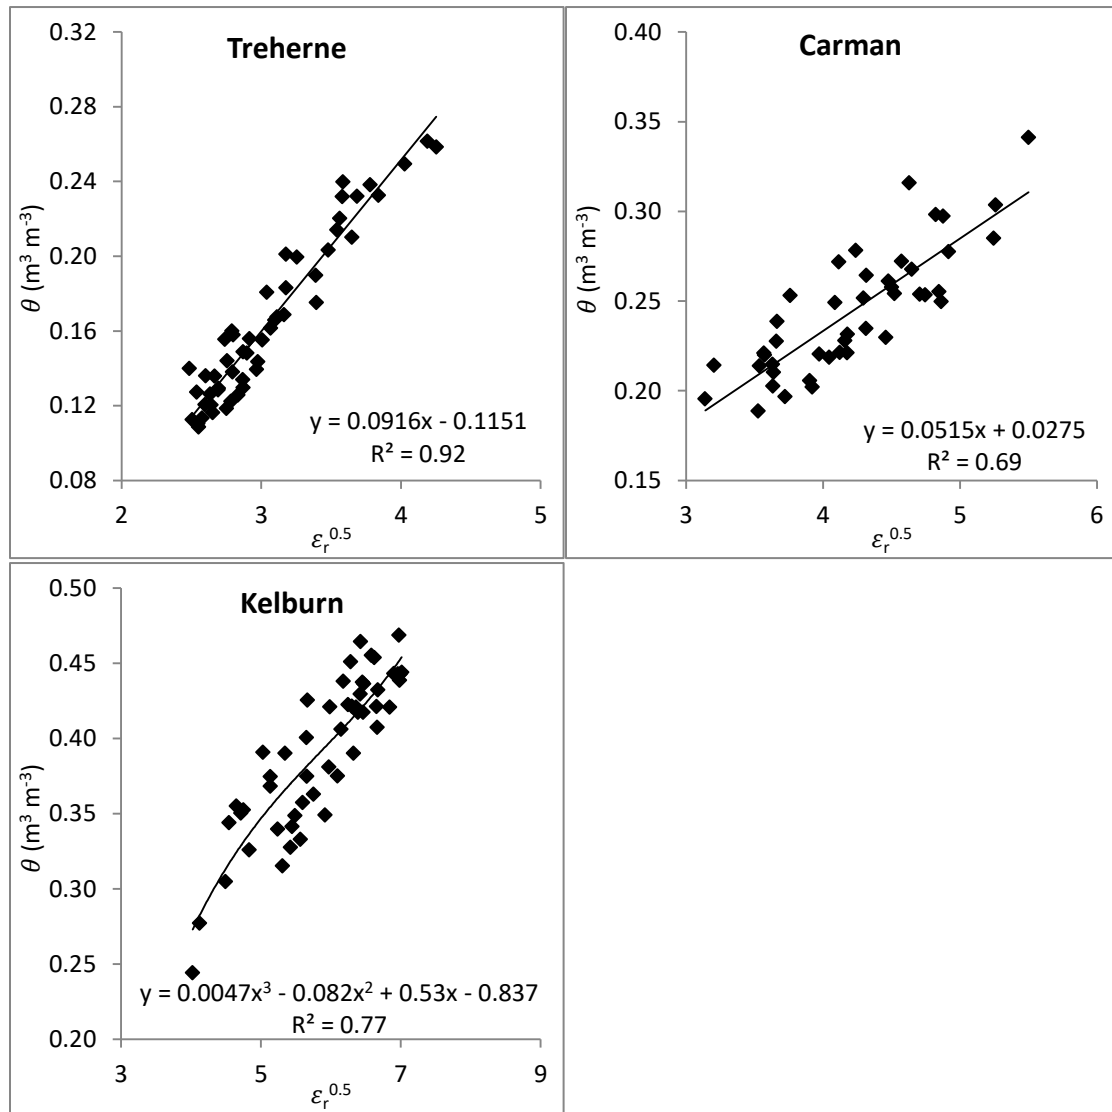 Treherne
0.32
0.28
0.24
0.20
0.16
0.12
0.08
θ (m³ m⁻³)
y = 0.0916x - 0.1151
R² = 0.92
2 3 4 5
εᵣ⁰·⁵
Carman
0.40
0.35
0.30
0.25
0.20
0.15
θ (m³ m⁻³)
y = 0.0515x + 0.0275
R² = 0.69
3 4 5 6
εᵣ⁰·⁵
Kelburn
0.50
0.45
0.40
0.35
0.30
0.25
0.20
θ (m³ m⁻³)
y = 0.0047x³ - 0.082x² + 0.53x - 0.837
R² = 0.77
3 5 7 9
εᵣ⁰·⁵